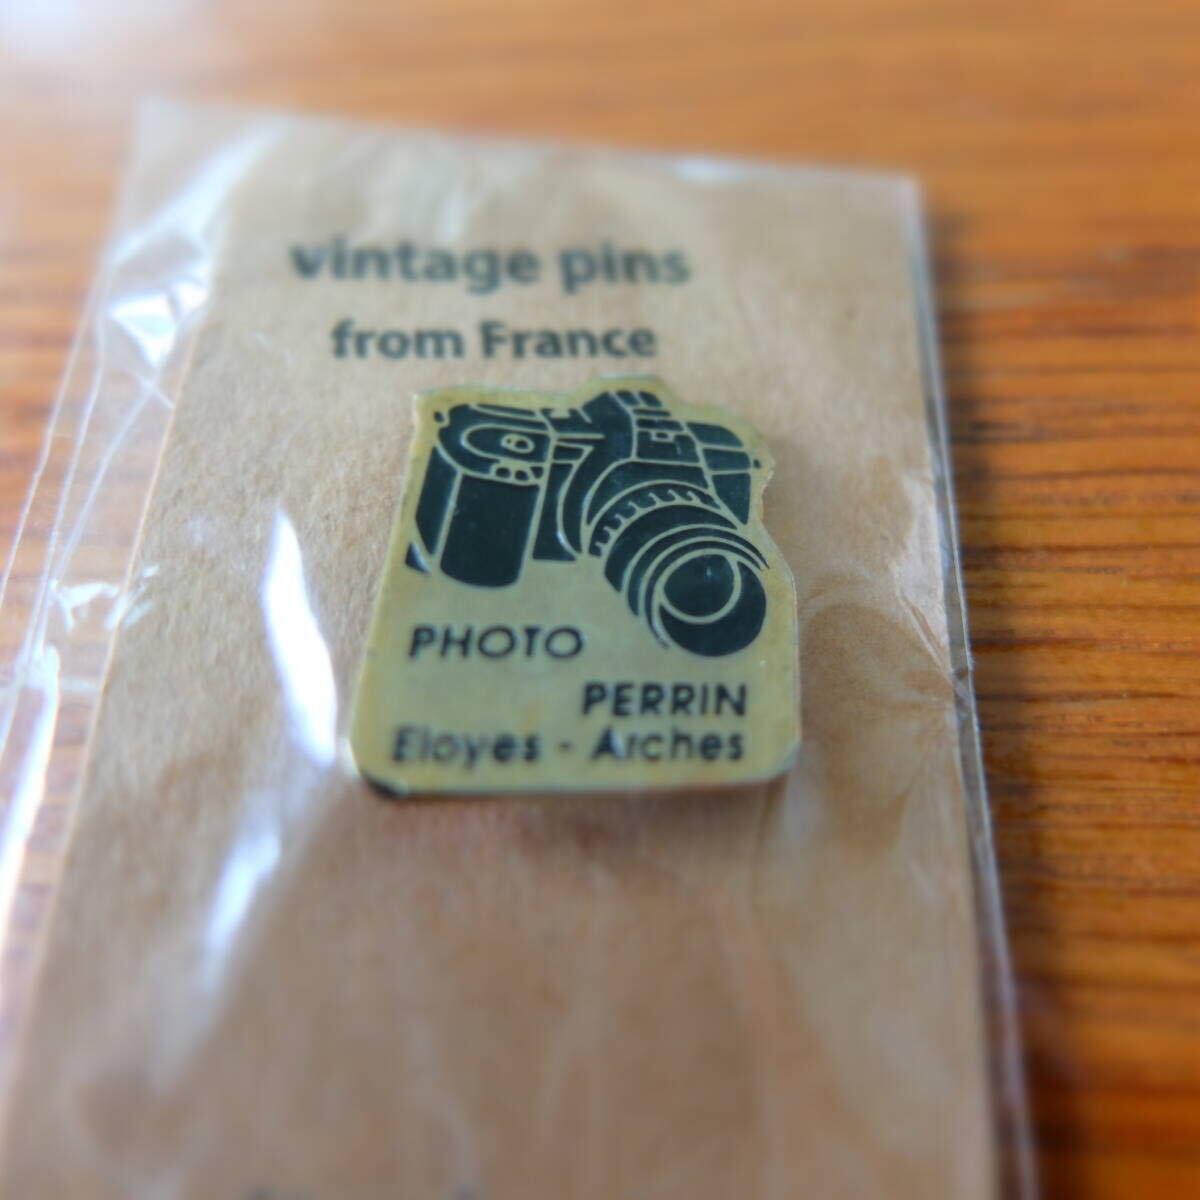 vintage pins
from France
PHOTO
PERRIN
Eloyes - Arches